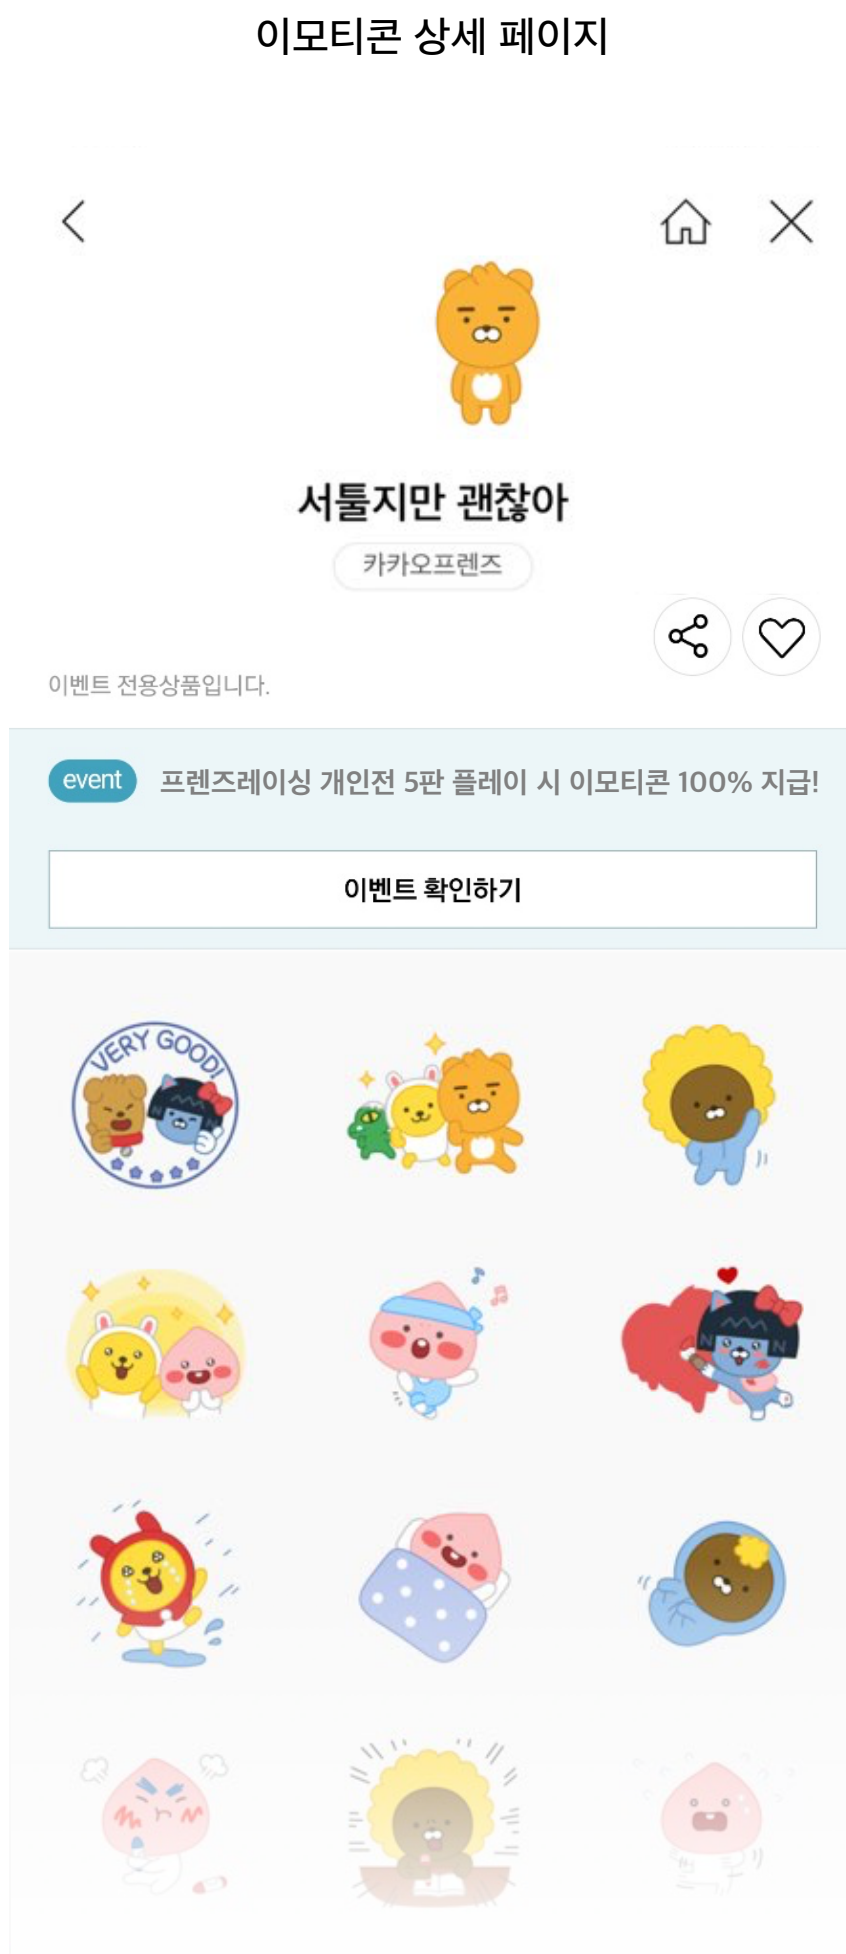 이모티콘 상세 페이지
서툴지만 괜찮아
카카오프렌즈
이벤트 전용상품입니다.
event 프렌즈레이싱 개인전 5판 플레이 시 이모티콘 100% 지급!
이벤트 확인하기
VERY GOOD!
N N